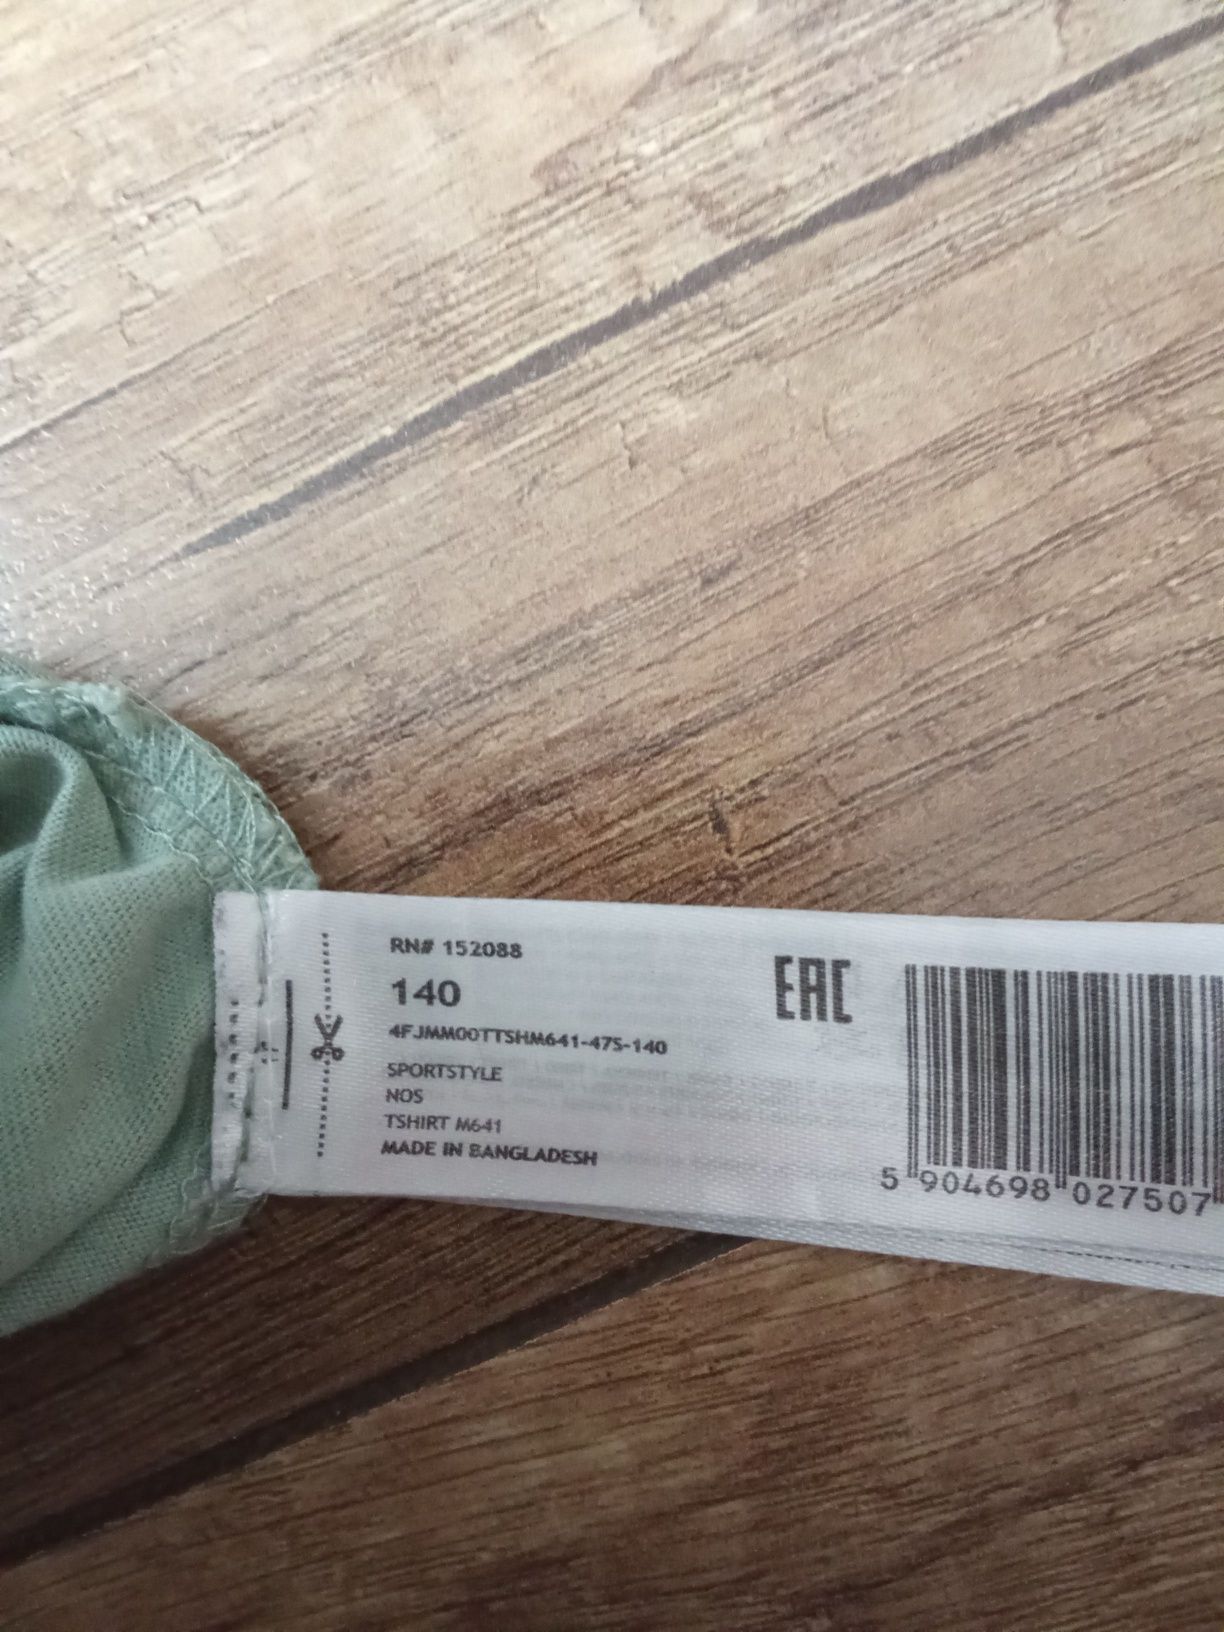 RN# 152088
140
4FJMM00TTSHM641-47S-140
SPORTSTYLE
NOS
TSHIRT M641
MADE IN BANGLADESH
EAC
5 904698 027507